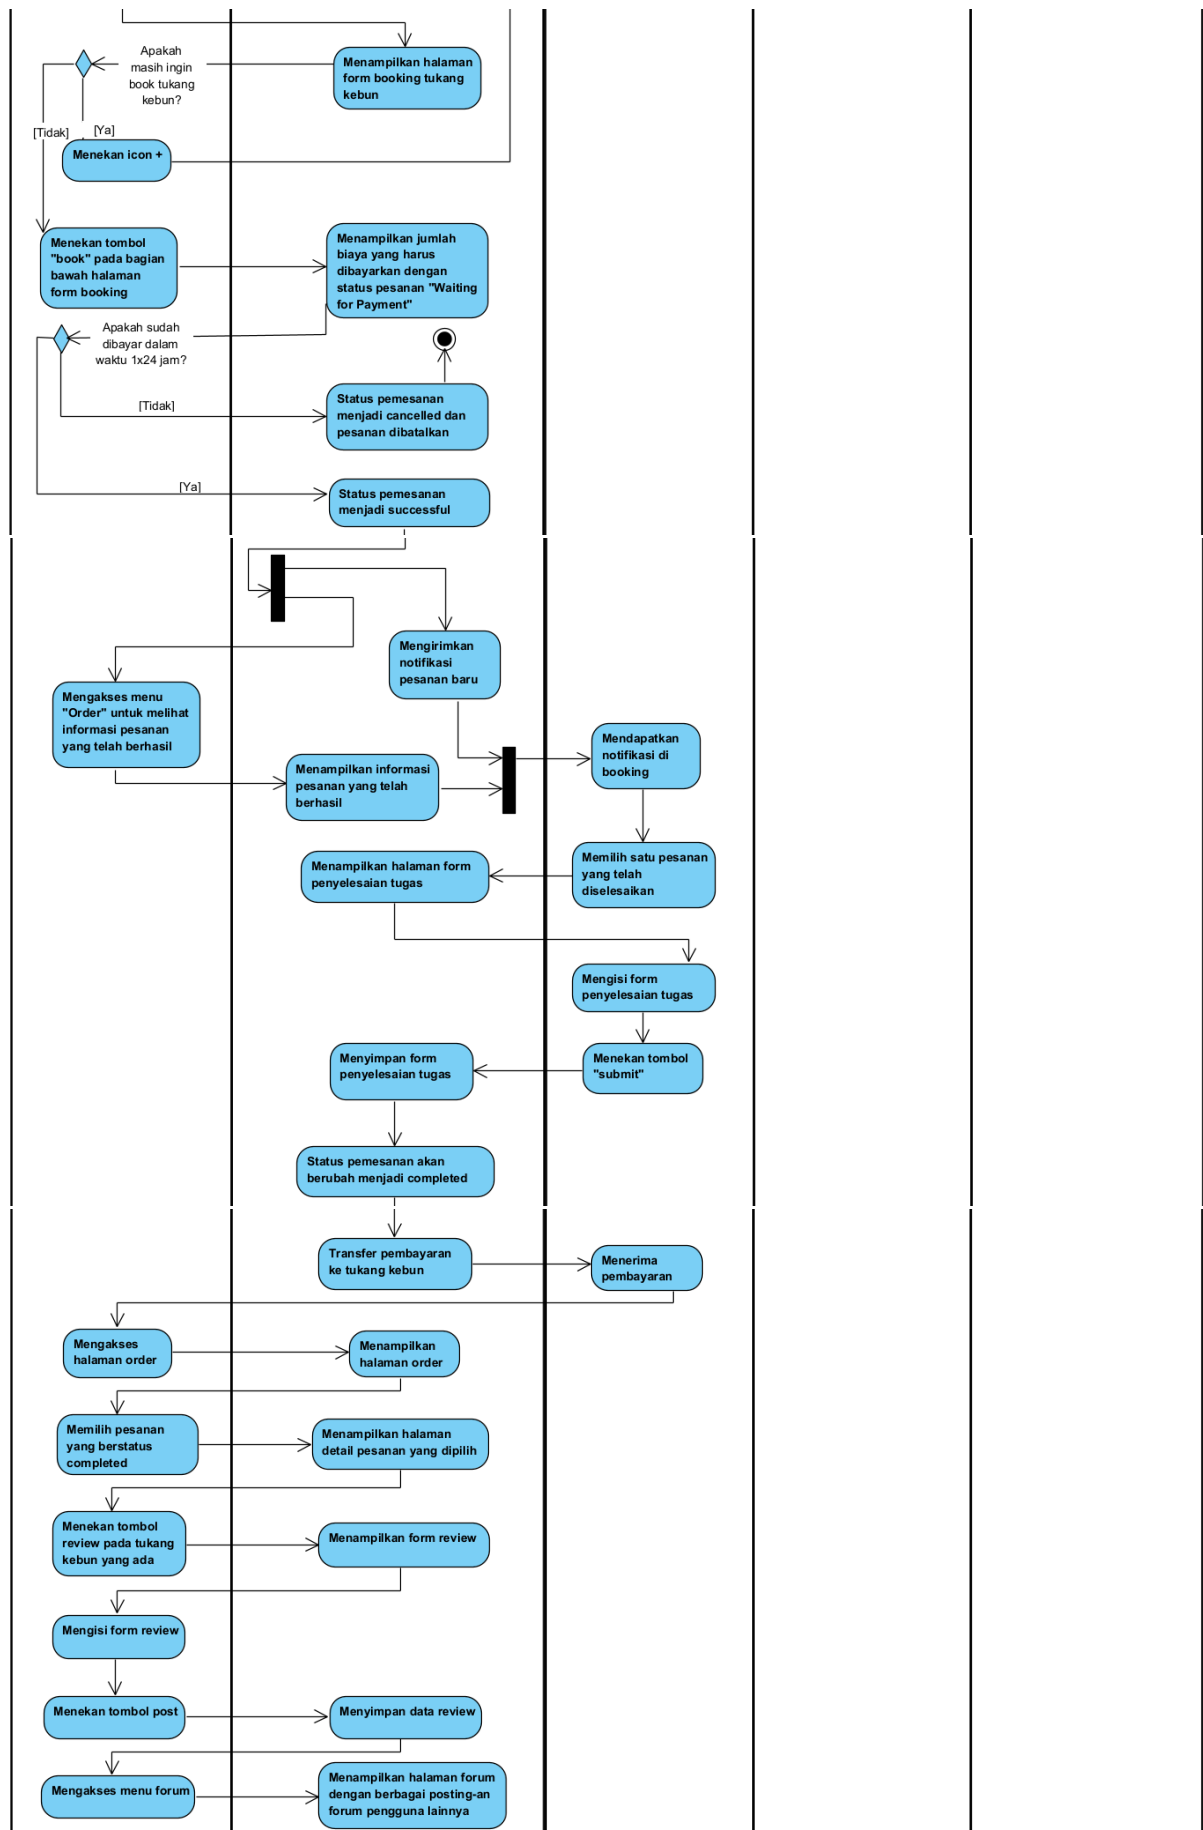 Apakah
masih ingin
book tukang
kebun?
Menampilkan halaman
form booking tukang
kebun
[Tidak]
[Ya]
Menekan icon +
Menekan tombol
"book" pada bagian
bawah halaman
form booking
Menampilkan jumlah
biaya yang harus
dibayarkan dengan
status pesanan "Waiting
for Payment"
Apakah sudah
dibayar dalam
waktu 1x24 jam?
[Tidak]
Status pemesanan
menjadi cancelled dan
pesanan dibatalkan
[Ya]
Status pemesanan
menjadi successful
Mengirimkan
notifikasi
pesanan baru
Mengakses menu
"Order" untuk melihat
informasi pesanan
yang telah berhasil
Menampilkan informasi
pesanan yang telah
berhasil
Mendapatkan
notifikasi di
booking
Memilih satu pesanan
yang telah
diselesaikan
Menampilkan halaman form
penyelesaian tugas
Mengisi form
penyelesaian tugas
Menekan tombol
"submit"
Menyimpan form
penyelesaian tugas
Status pemesanan akan
berubah menjadi completed
Transfer pembayaran
ke tukang kebun
Menerima
pembayaran
Mengakses
halaman order
Menampilkan
halaman order
Memilih pesanan
yang berstatus
completed
Menampilkan halaman
detail pesanan yang dipilih
Menekan tombol
review pada tukang
kebun yang ada
Menampilkan form review
Mengisi form review
Menekan tombol post
Menyimpan data review
Mengakses menu forum
Menampilkan halaman forum
dengan berbagai posting-an
forum pengguna lainnya